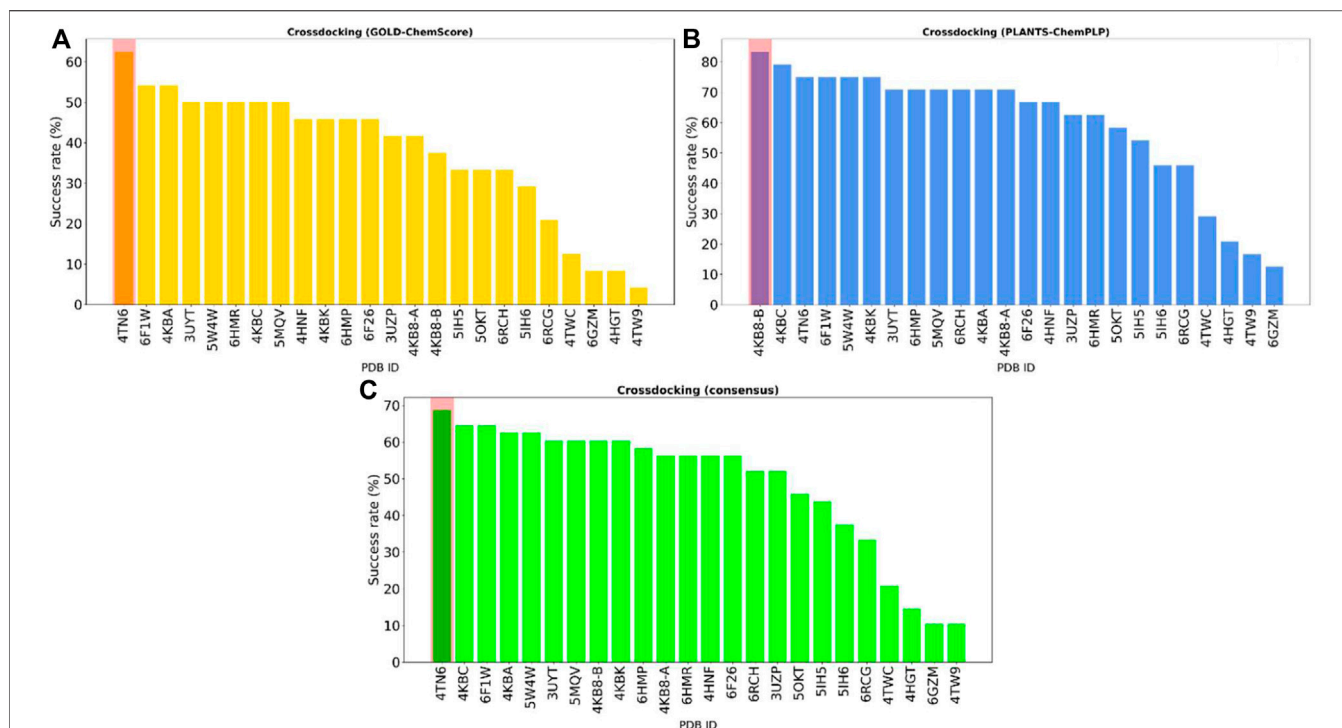 A
Crossdocking (GOLD-ChemScore)
Success rate (%)
60
50
40
30
20
10
0
4TN6 6F1W 4KBA 3UYT 5W4W 6HMR 4KBC 5MQV 4HNF 4KBK 6HMP 6F26 3UZP 4KB8-A 4KB8-B 5IH5 5OKT 6RCH 5IH6 6RCG 4TWC 6GZM 4HGT 4TW9
PDB ID
B
Crossdocking (PLANTS-ChemPLP)
Success rate (%)
80
70
60
50
40
30
20
10
0
4KB8-B 4KBC 4TN6 6F1W 5W4W 4KBK 3UYT 6HMP 5MQV 6RCH 4KBA 4KB8-A 6F26 4HNF 3UZP 6HMR 5OKT 5IH5 5IH6 6RCG 4TWC 4HGT 4TW9 6GZM
PDB ID
C
Crossdocking (consensus)
Success rate (%)
70
60
50
40
30
20
10
0
4TN6 4KBC 6F1W 4KBA 5W4W 3UYT 5MQV 4KB8-B 4KBK 6HMP 4KB8-A 6HMR 4HNF 6F26 6RCH 3UZP 5OKT 5IH5 5IH6 6RCG 4TWC 4HGT 6GZM 4TW9
PDB ID